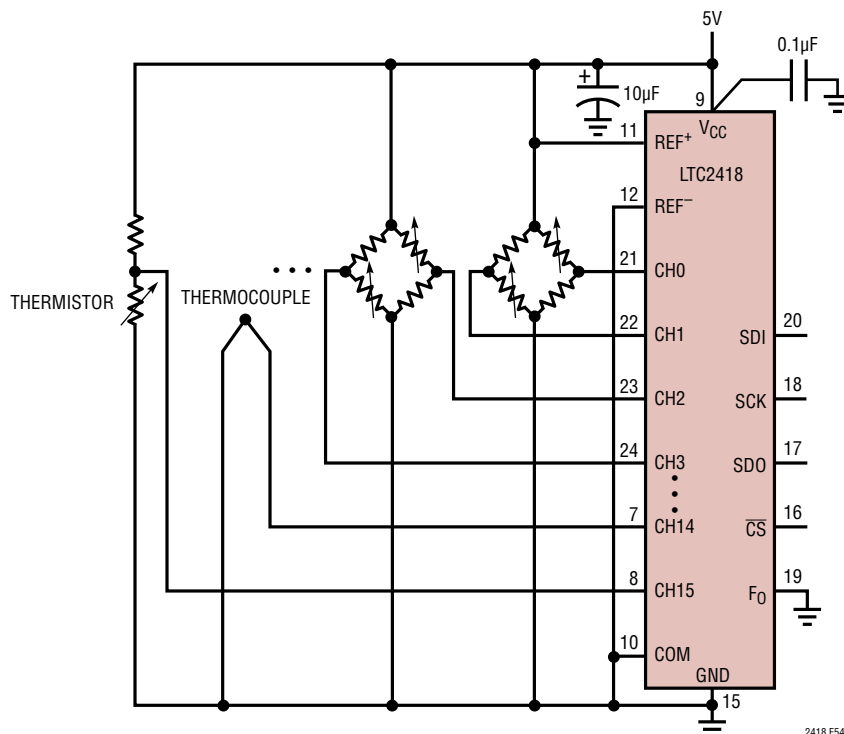 5V
0.1µF
+
10µF
9
VCC
11
REF+
LTC2418
12
REF–
21
CH0
THERMISTOR
THERMOCOUPLE
22
CH1
SDI
20
23
CH2
SCK
18
24
CH3
SDO
17
7
CH14
CS
16
8
CH15
FO
19
10
COM
GND
15
2418 F54